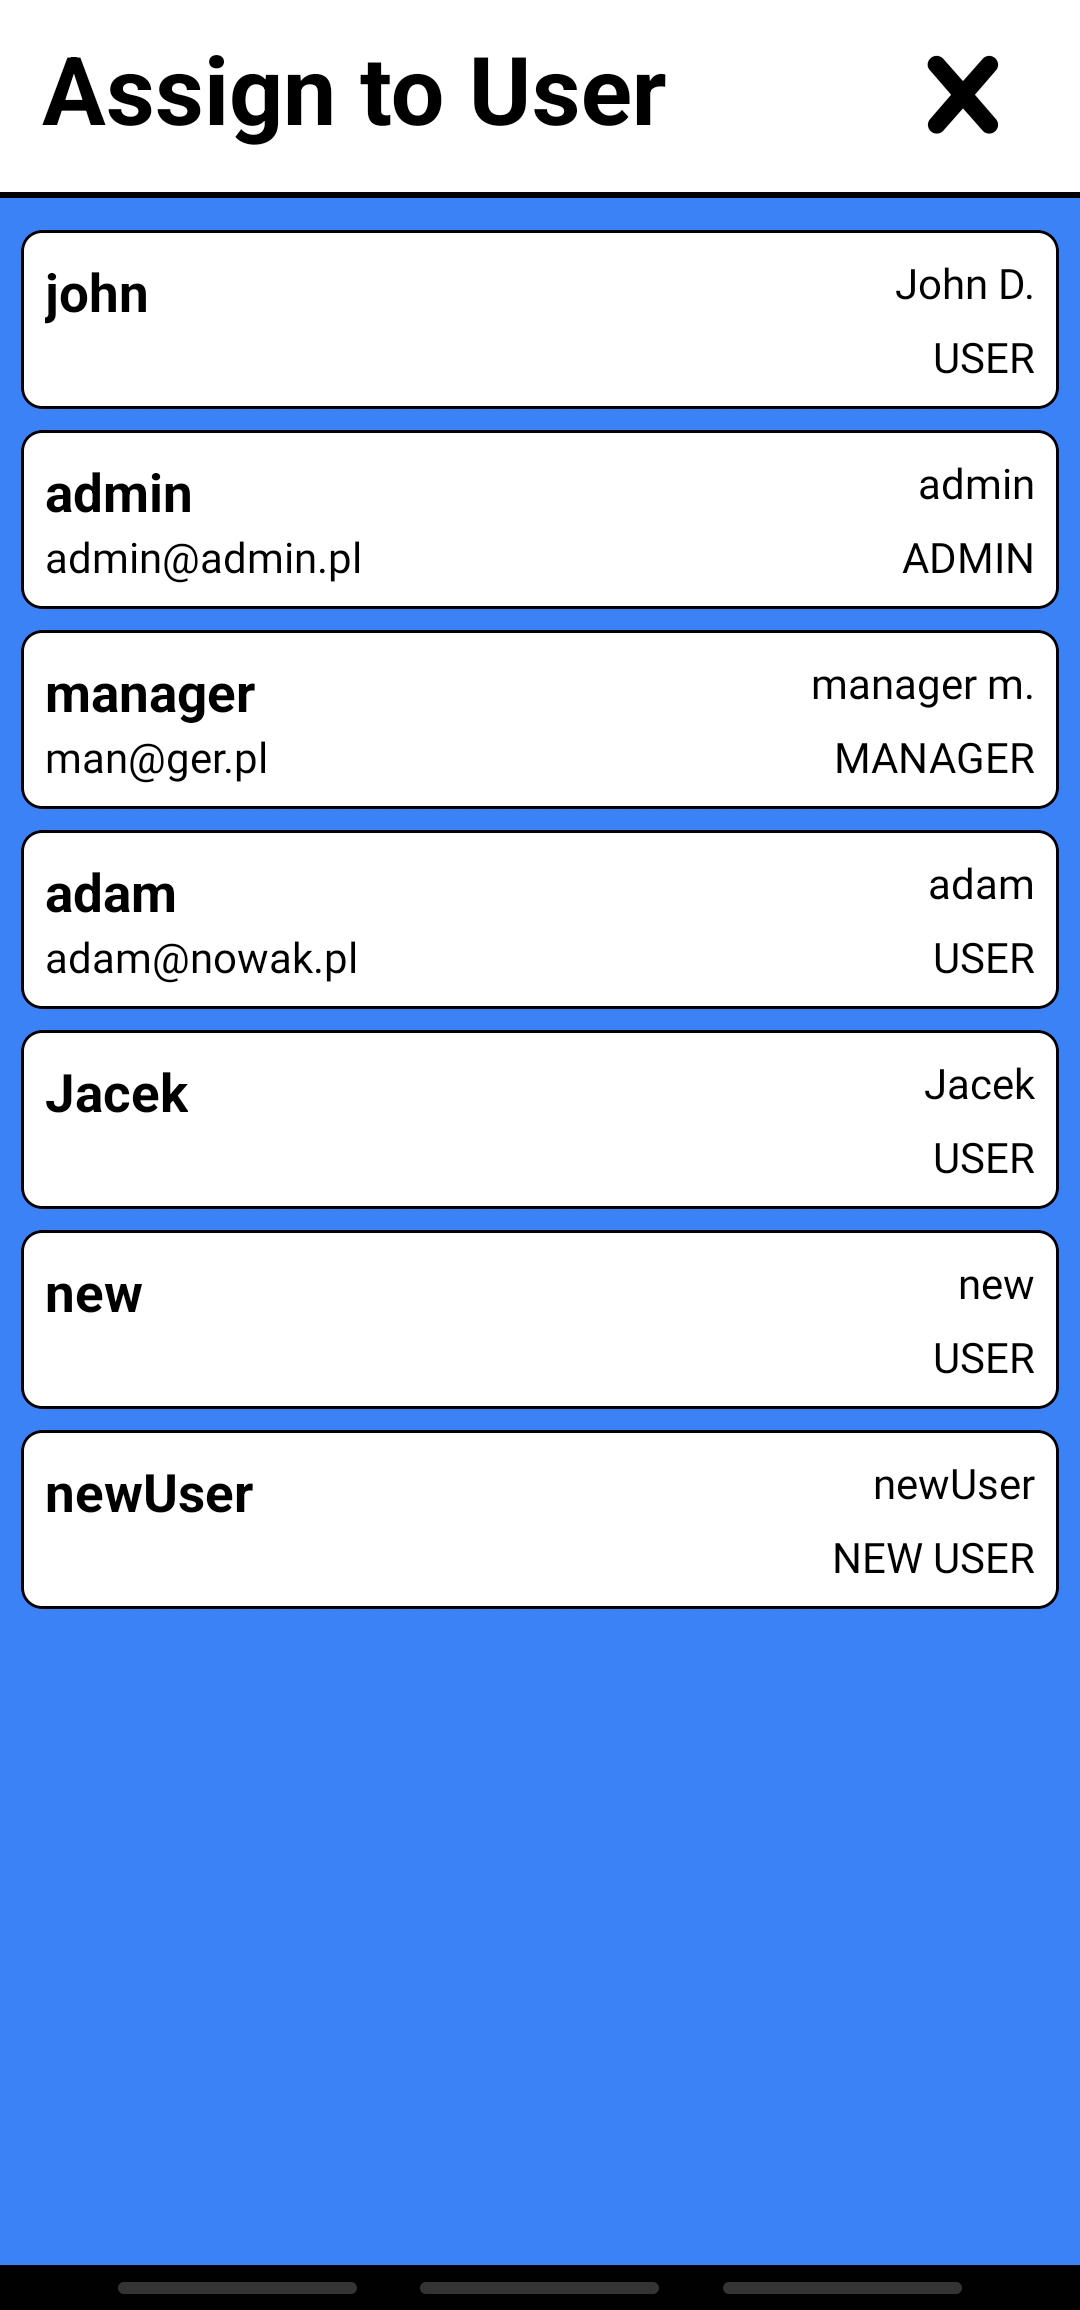 Assign to User
john
John D.
USER
admin
admin
admin@admin.pl
ADMIN
manager
manager m.
man@ger.pl
MANAGER
adam
adam
adam@nowak.pl
USER
Jacek
Jacek
USER
new
new
USER
newUser
newUser
NEW USER